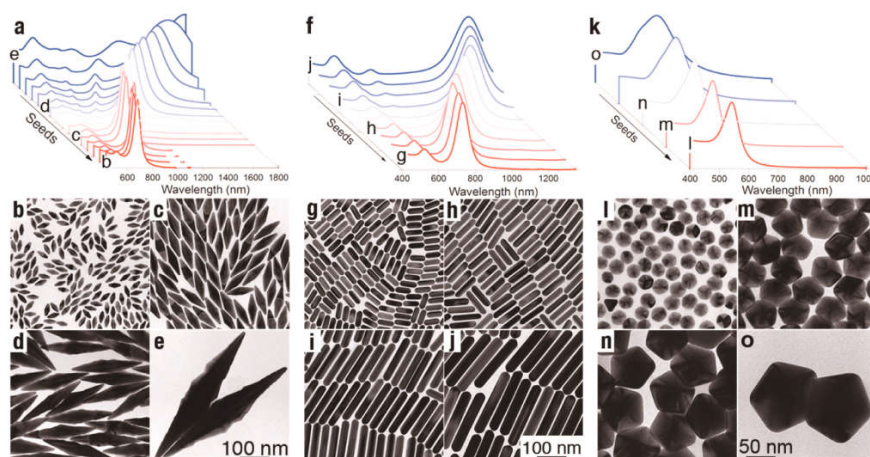 a
f
k
e
d
c
b
Seeds
600 800 1000 1200 1400 1600 1800
Wavelength (nm)
j
i
h
g
Seeds
400 600 800 1000 1200
Wavelength (nm)
o
n
m
l
Seeds
400 500 600 700 800 900 1000
Wavelength (nm)
b
c
g
h
l
m
d
e
i
j
n
o
100 nm
100 nm
50 nm